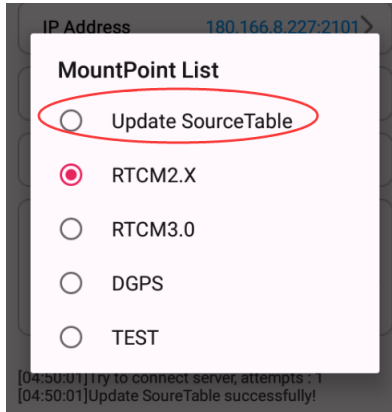 IP Address 180.166.8.227:2101
MountPoint List
Update SourceTable
RTCM2.X
RTCM3.0
DGPS
TEST
[04:50:01]Try to connect server, attempts : 1
[04:50:01]Update SoureTable successfully!